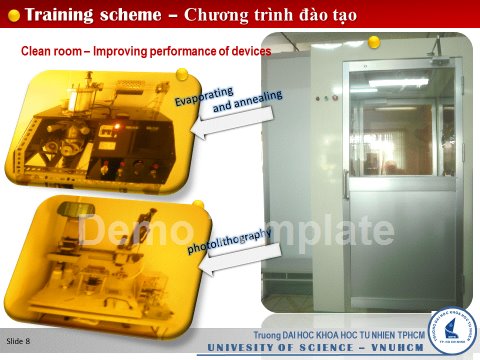 Training scheme – Chương trình đào tạo
Clean room – Improving performance of devices
Evaporating
and annealing
photolithography
Demo Template
Slide 8
Truong DAI HOC KHOA HOC TU NHIEN TPHCM
UNIVESITY OF SCIENCE – VNUHCM